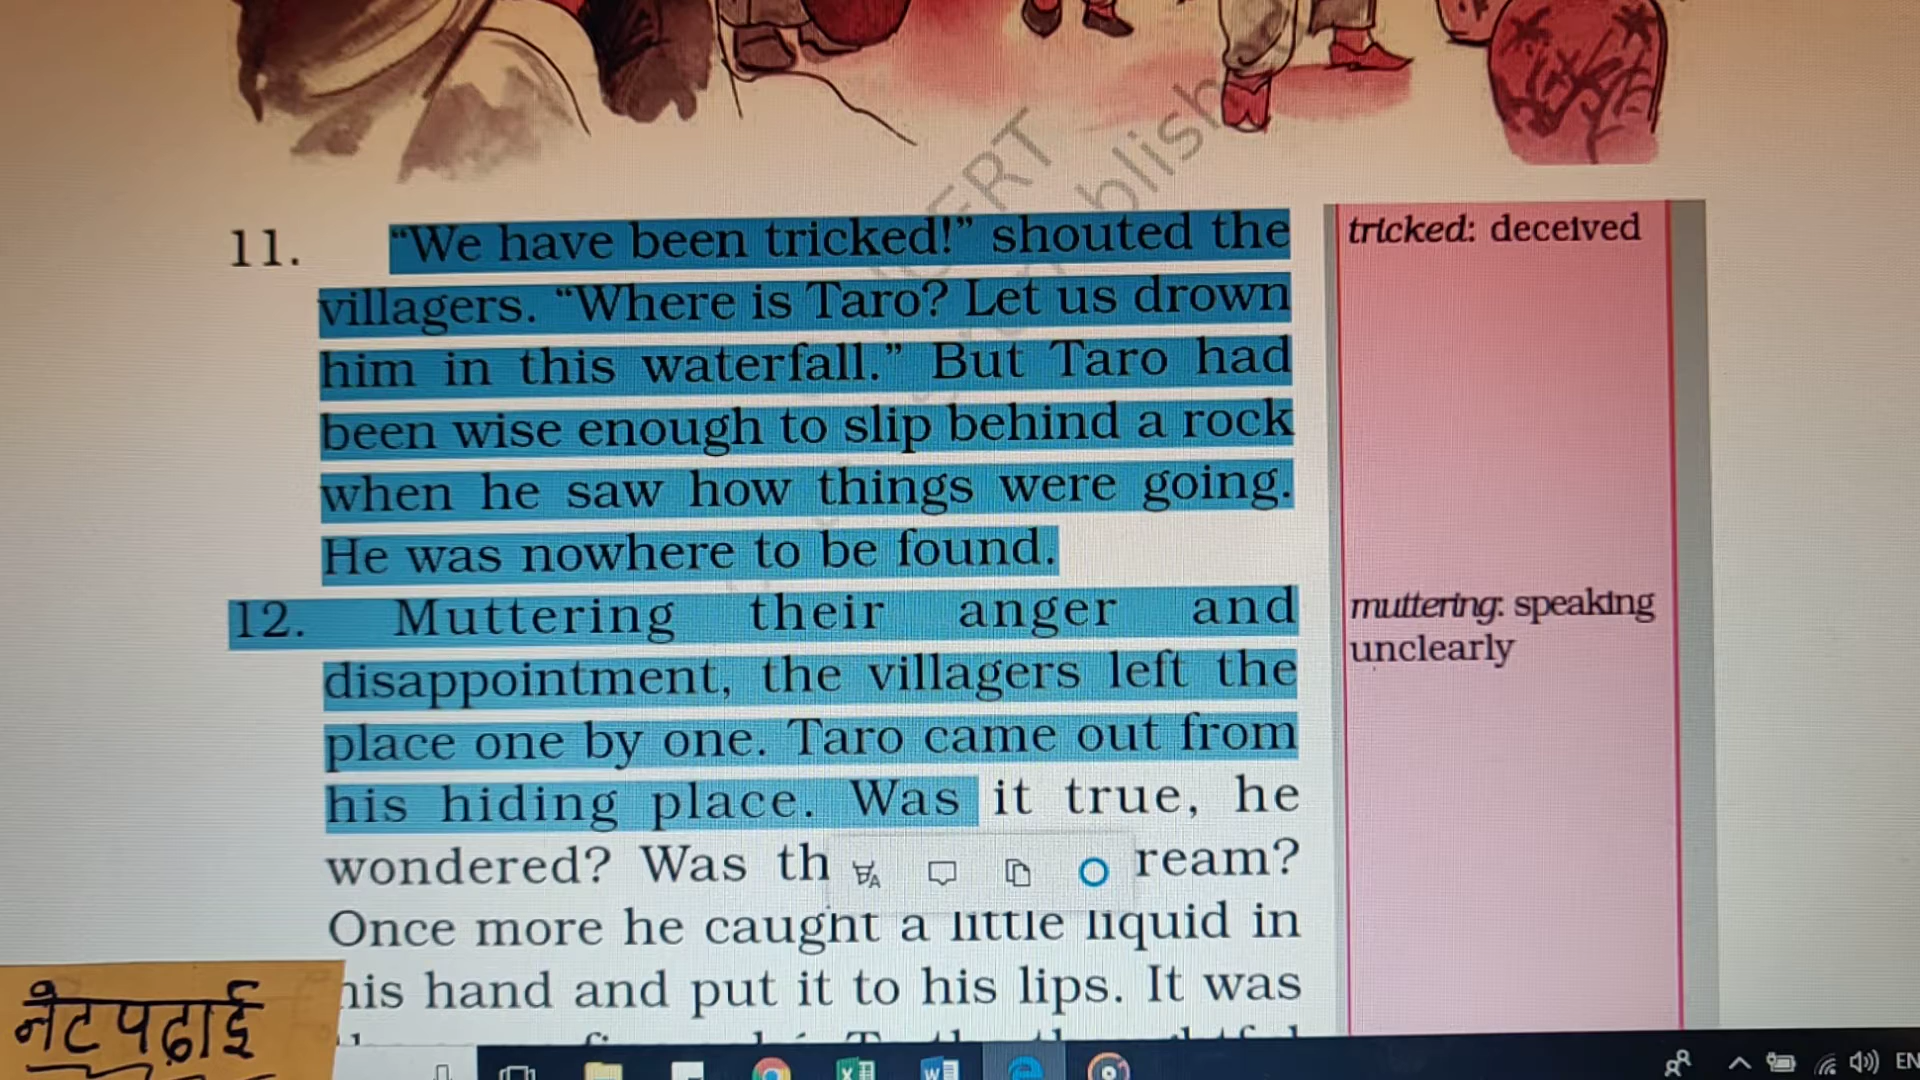 11. “We have been tricked!” shouted the
villagers. “Where is Taro? Let us drown
him in this waterfall.” But Taro had
been wise enough to slip behind a rock
when he saw how things were going.
He was nowhere to be found.
12. Muttering their anger and
disappointment, the villagers left the
place one by one. Taro came out from
his hiding place. Was it true, he
wondered? Was th ream?
Once more he caught a little liquid in
his hand and put it to his lips. It was
tricked: deceived
muttering: speaking
unclearly
नेटपढ़ाई
EN